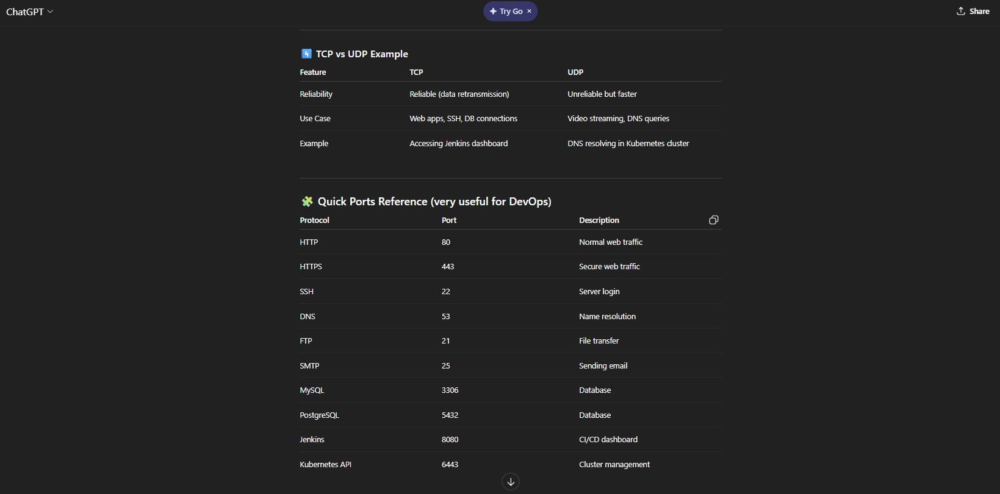 ChatGPT
Try Go ×
Share
4 TCP vs UDP Example
Feature TCP UDP
Reliability Reliable (data retransmission) Unreliable but faster
Use Case Web apps, SSH, DB connections Video streaming, DNS queries
Example Accessing Jenkins dashboard DNS resolving in Kubernetes cluster
Quick Ports Reference (very useful for DevOps)
Protocol Port Description
HTTP 80 Normal web traffic
HTTPS 443 Secure web traffic
SSH 22 Server login
DNS 53 Name resolution
FTP 21 File transfer
SMTP 25 Sending email
MySQL 3306 Database
PostgreSQL 5432 Database
Jenkins 8080 CI/CD dashboard
Kubernetes API 6443 Cluster management